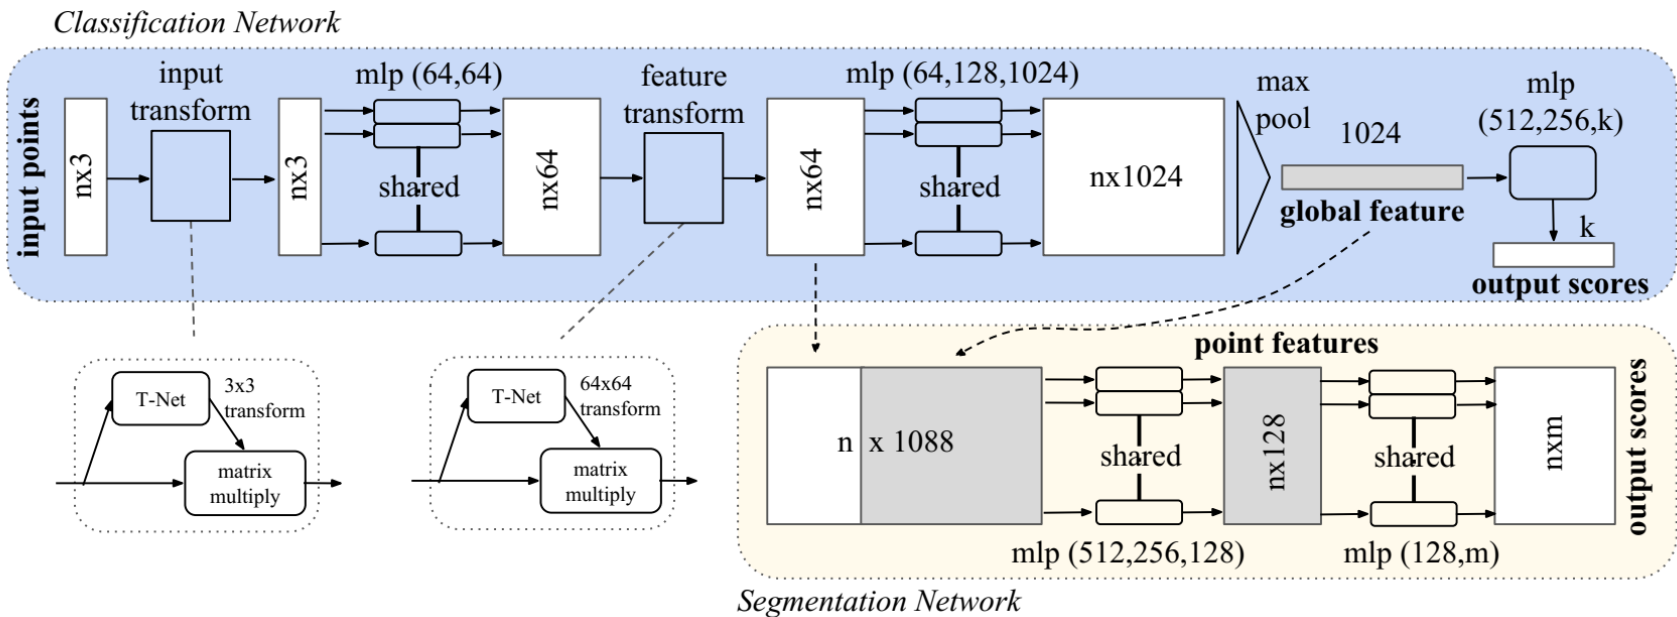 Classification Network
input points
nx3
input
transform
nx3
mlp (64,64)
shared
nx64
feature
transform
nx64
mlp (64,128,1024)
shared
nx1024
max
pool
1024
global feature
mlp
(512,256,k)
k
output scores
T-Net
3x3
transform
matrix
multiply
T-Net
64x64
transform
matrix
multiply
point features
n x 1088
shared
mlp (512,256,128)
nx128
shared
mlp (128,m)
nxm
output scores
Segmentation Network